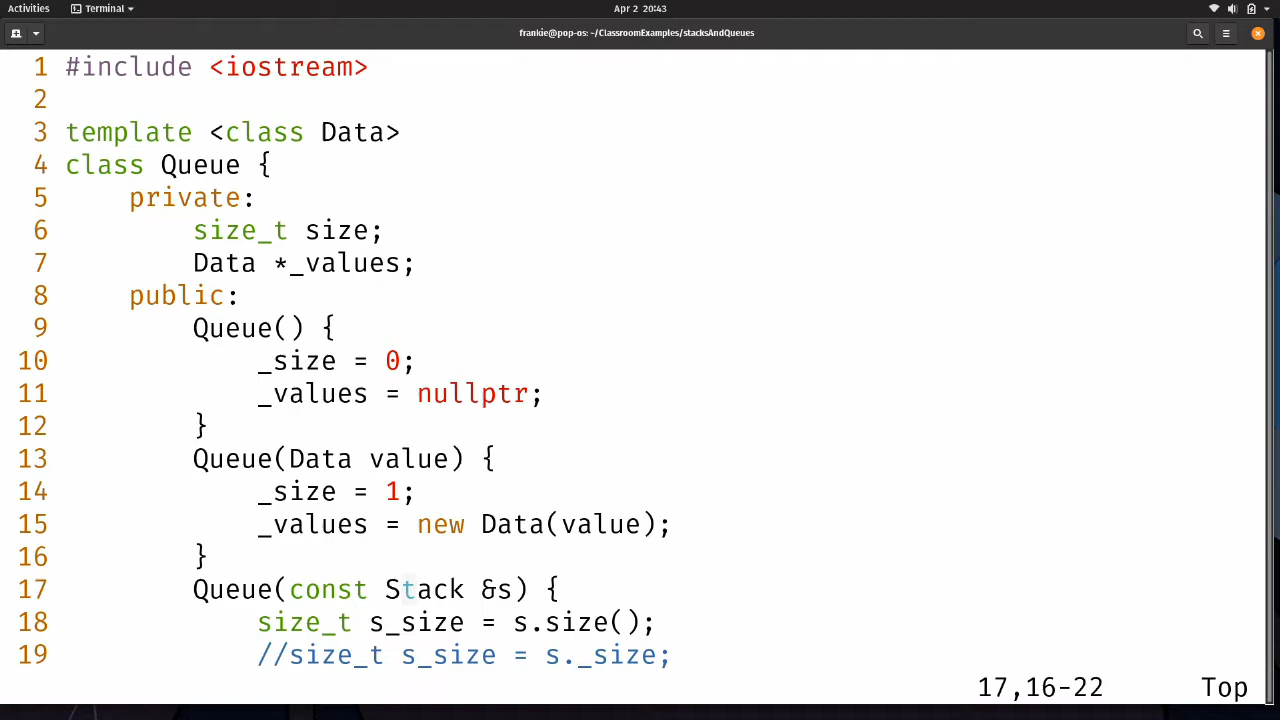 Activities Terminal Apr 2 20:43
frankie@pop-os: ~/ClassroomExamples/stacksAndQueues
1 #include <iostream>
2
3 template <class Data>
4 class Queue {
5     private:
6         size_t size;
7         Data *_values;
8     public:
9         Queue() {
10             _size = 0;
11             _values = nullptr;
12         }
13         Queue(Data value) {
14             _size = 1;
15             _values = new Data(value);
16         }
17         Queue(const Stack &s) {
18             size_t s_size = s.size();
19             //size_t s_size = s._size;
17,16-22 Top